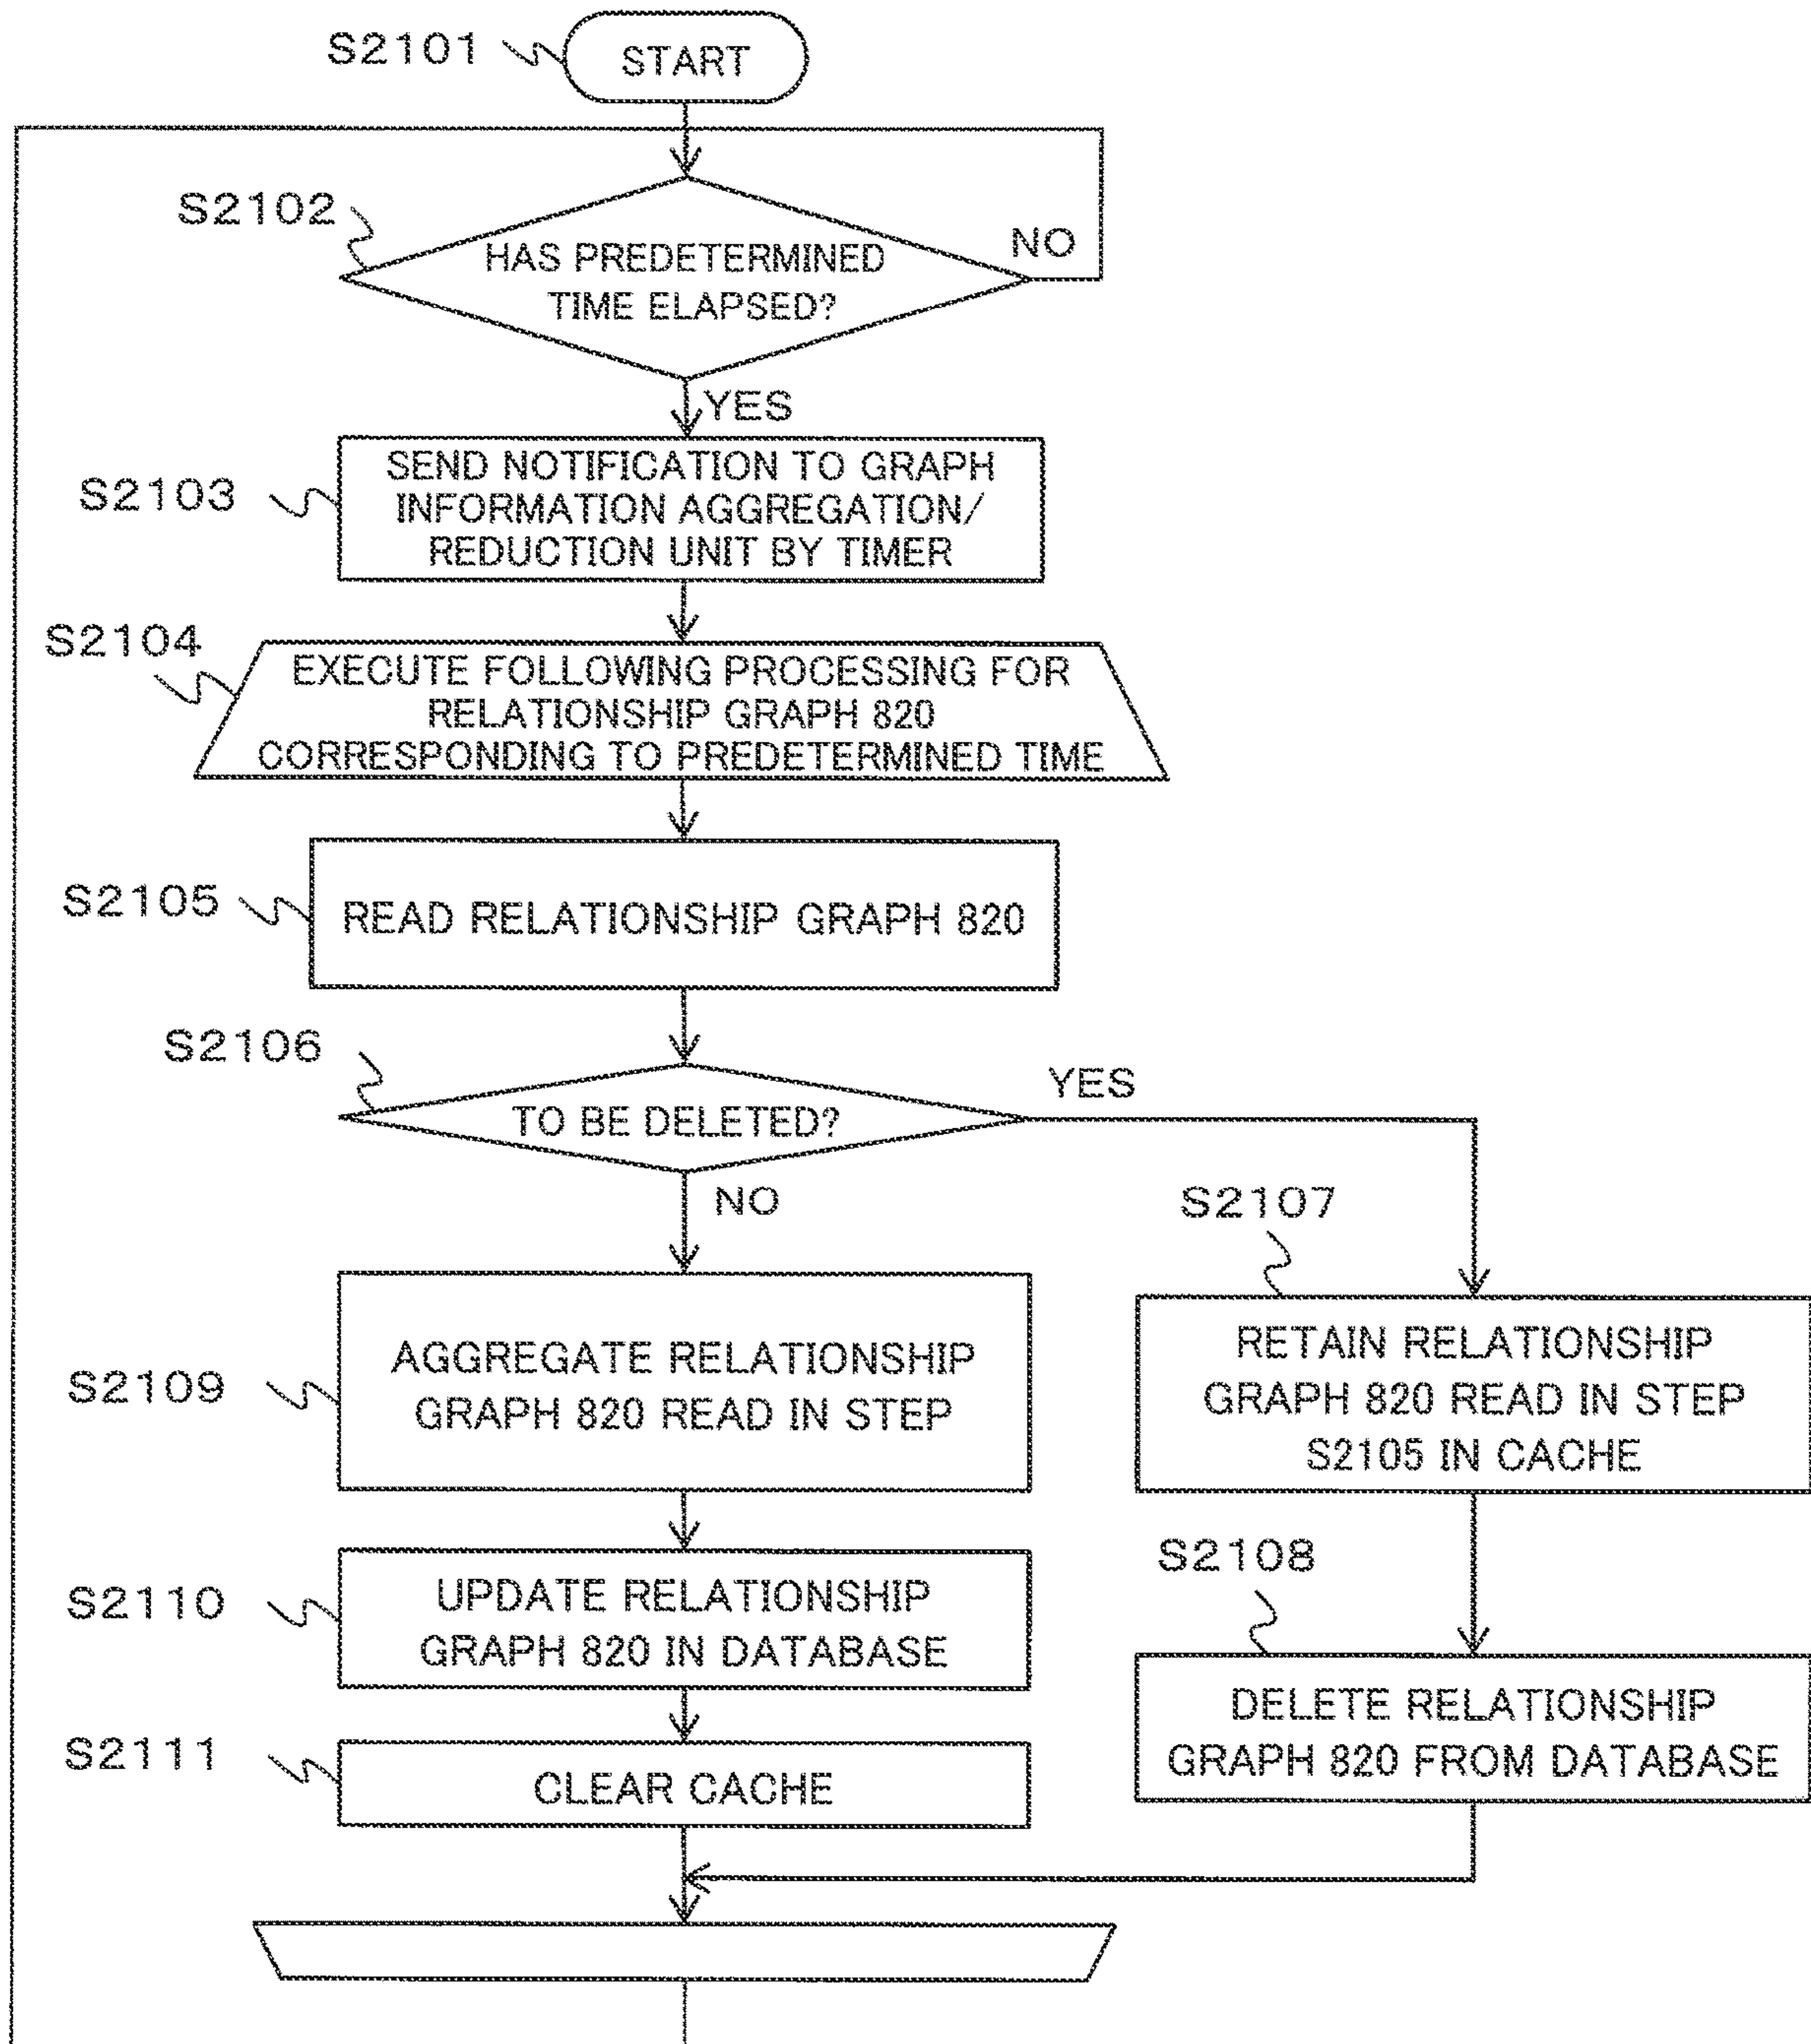 S2101
START
S2102
HAS PREDETERMINED
TIME ELAPSED?
NO
YES
S2103
SEND NOTIFICATION TO GRAPH
INFORMATION AGGREGATION/
REDUCTION UNIT BY TIMER
S2104
EXECUTE FOLLOWING PROCESSING FOR
RELATIONSHIP GRAPH 820
CORRESPONDING TO PREDETERMINED TIME
S2105
READ RELATIONSHIP GRAPH 820
S2106
TO BE DELETED?
YES
NO
S2107
RETAIN RELATIONSHIP
GRAPH 820 READ IN STEP
S2105 IN CACHE
S2109
AGGREGATE RELATIONSHIP
GRAPH 820 READ IN STEP
S2108
DELETE RELATIONSHIP
GRAPH 820 FROM DATABASE
S2110
UPDATE RELATIONSHIP
GRAPH 820 IN DATABASE
S2111
CLEAR CACHE